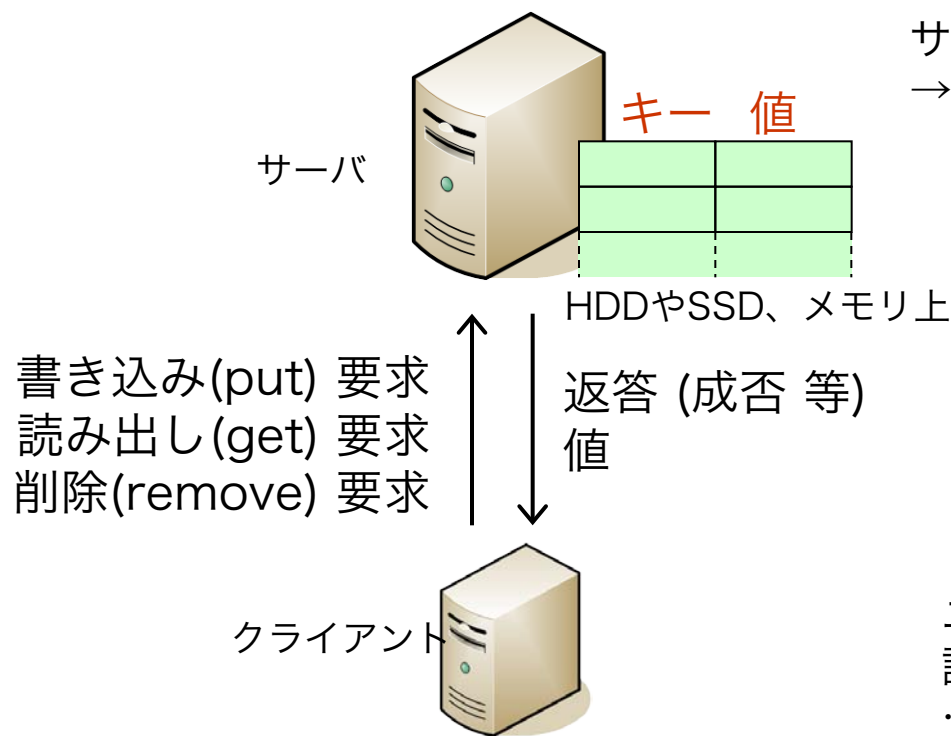 サ
→
キー 値
サーバ
HDDやSSD、メモリ上
書き込み(put) 要求
読み出し(get) 要求
削除(remove) 要求
返答 (成否 等)
値
クライアント